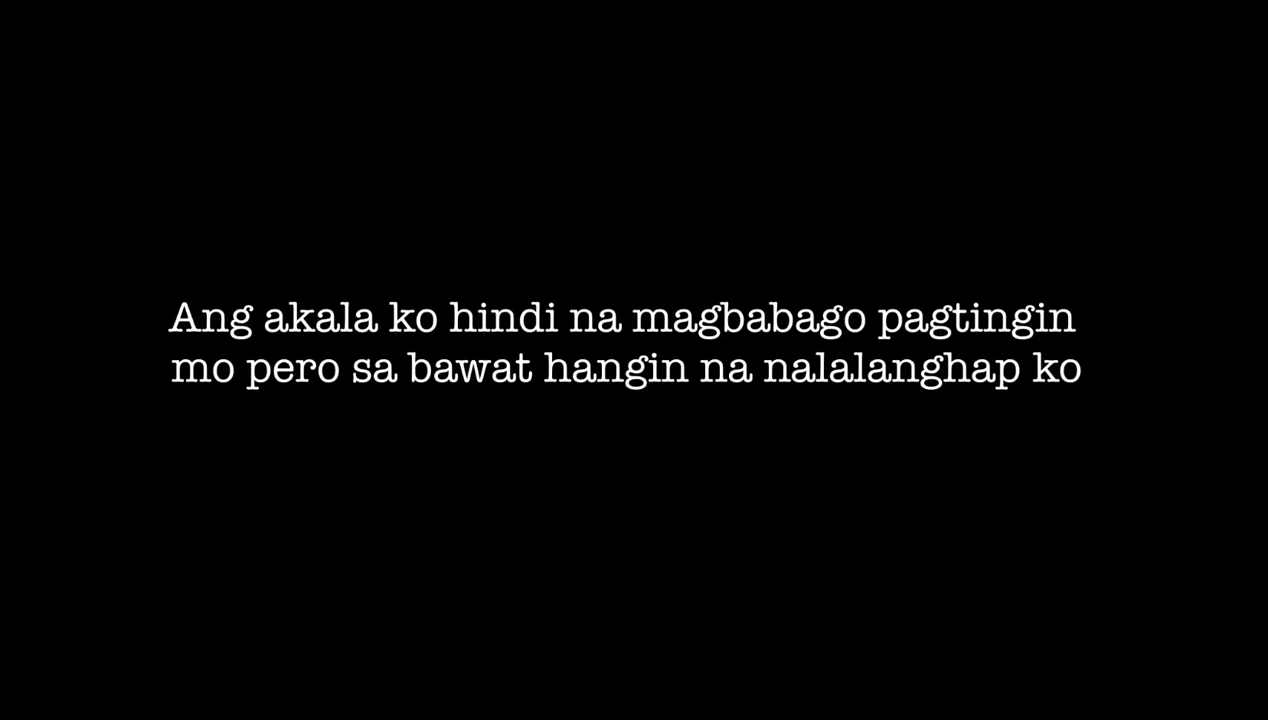 Ang akala ko hindi na magbabago pagtingin
mo pero sa bawat hangin na nalalanghap ko